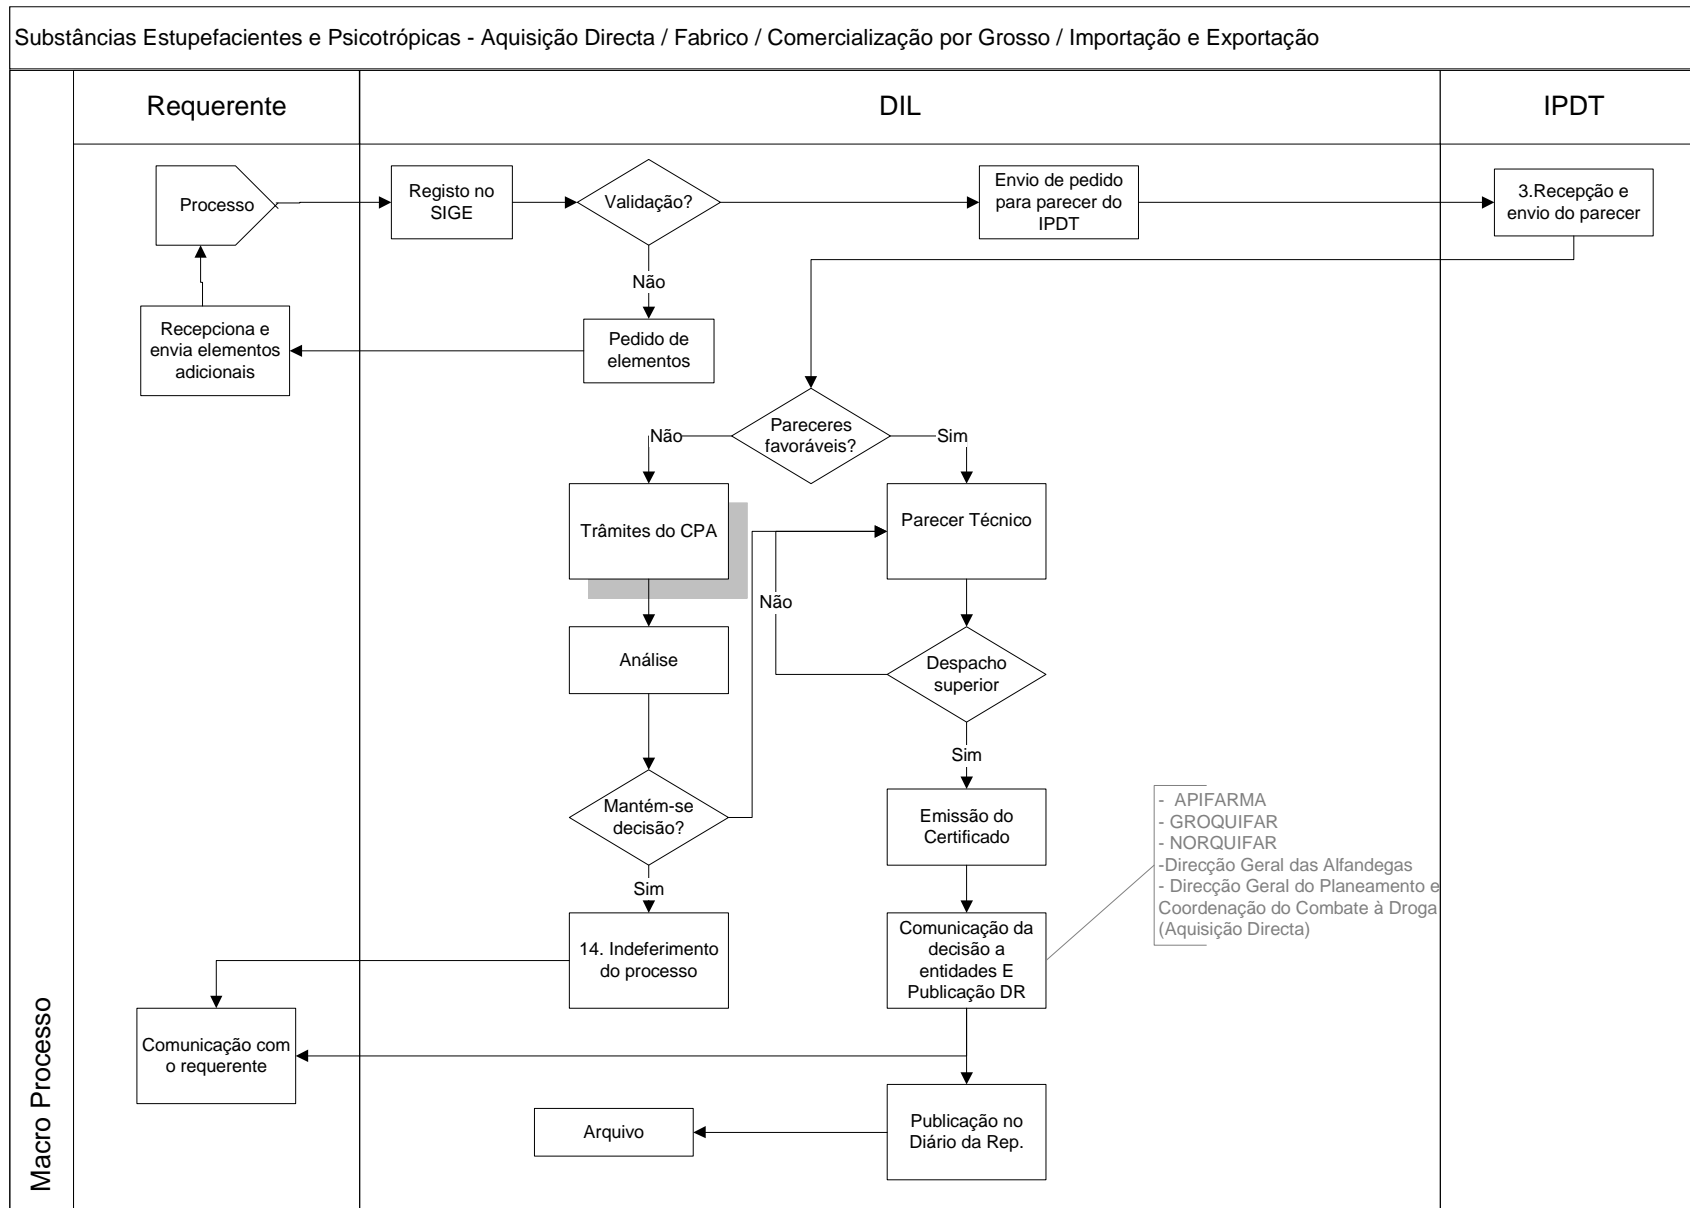 Substâncias Estupefacientes e Psicotrópicas - Aquisição Directa / Fabrico / Comercialização por Grosso / Importação e Exportação
Requerente
DIL
IPDT
Processo
Registo no
SIGE
Validação?
Envio de pedido
para parecer do
IPDT
3.Recepção e
envio do parecer
Não
Recepciona e
envia elementos
adicionais
Pedido de
elementos
Pareceres
favoráveis?
Não
Sim
Trâmites do CPA
Parecer Técnico
Não
Análise
Despacho
superior
Sim
Mantém-se
decisão?
Emissão do
Certificado
- APIFARMA
- GROQUIFAR
- NORQUIFAR
-Direcção Geral das Alfandegas
- Direcção Geral do Planeamento e
Coordenação do Combate à Droga
(Aquisição Directa)
Sim
14. Indeferimento
do processo
Comunicação da
decisão a
entidades E
Publicação DR
Comunicação com
o requerente
Publicação no
Diário da Rep.
Arquivo
Macro Processo